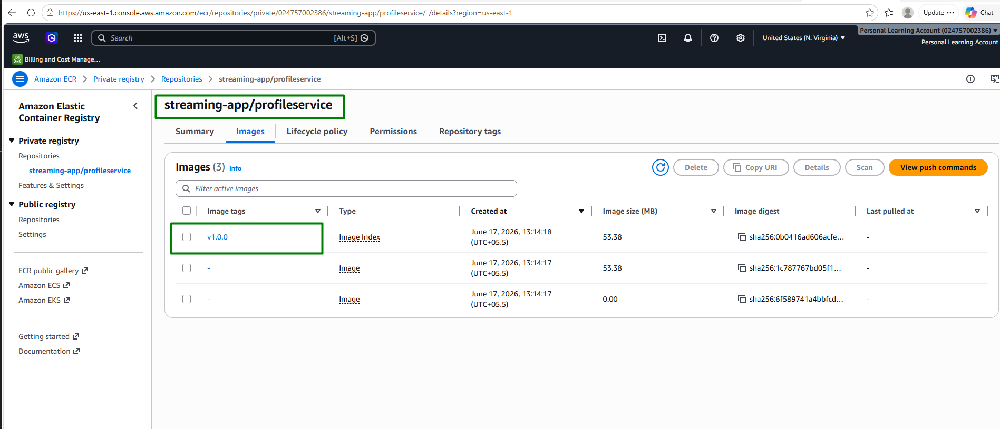 https://us-east-1.console.aws.amazon.com/ecr/repositories/private/024757002386/streaming-app/profileservice/_/details?region=us-east-1
Update
Chat
aws
Search
[Alt+S]
United States (N. Virginia)
Personal Learning Account (024757002386)
Personal Learning Account
Billing and Cost Manage...
Amazon ECR
Private registry
Repositories
streaming-app/profileservice
Amazon Elastic
Container Registry
Private registry
Repositories
streaming-app/profileservice
Features & Settings
Public registry
Repositories
Settings
ECR public gallery
Amazon ECS
Amazon EKS
Getting started
Documentation
streaming-app/profileservice
Summary
Images
Lifecycle policy
Permissions
Repository tags
Images (3) Info
Delete
Copy URI
Details
Scan
View push commands
Filter active images
Image tags
Type
Created at
Image size (MB)
Image digest
Last pulled at
v1.0.0
Image Index
June 17, 2026, 13:14:18
(UTC+05.5)
53.38
sha256:0b0416ad606acfe...
-
-
Image
June 17, 2026, 13:14:17
(UTC+05.5)
53.38
sha256:1c787767bd05f1...
-
-
Image
June 17, 2026, 13:14:17
(UTC+05.5)
0.00
sha256:6f589741a4bbfcd...
-